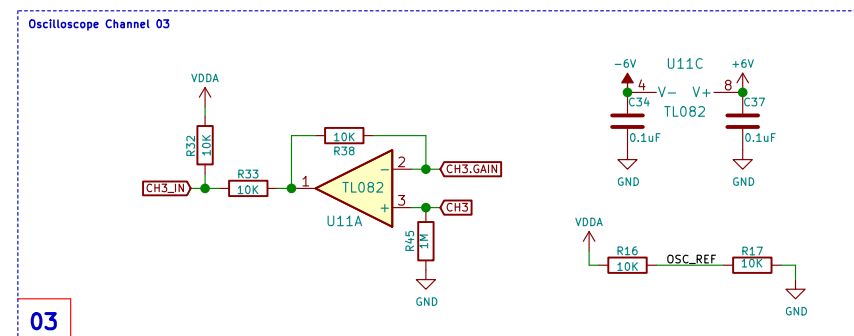 Oscilloscope Channel 03
VDDA
R32
10K
CH3_IN
R33
10K
10K
R38
1
TL082
U11A
2
−
CH3.GAIN
3
+
CH3
R45
1M
GND
-6V
U11C
+6V
4
V-
V+
8
C34
TL082
C37
0.1uF
0.1uF
GND
GND
VDDA
R16
10K
OSC_REF
R17
10K
GND
03